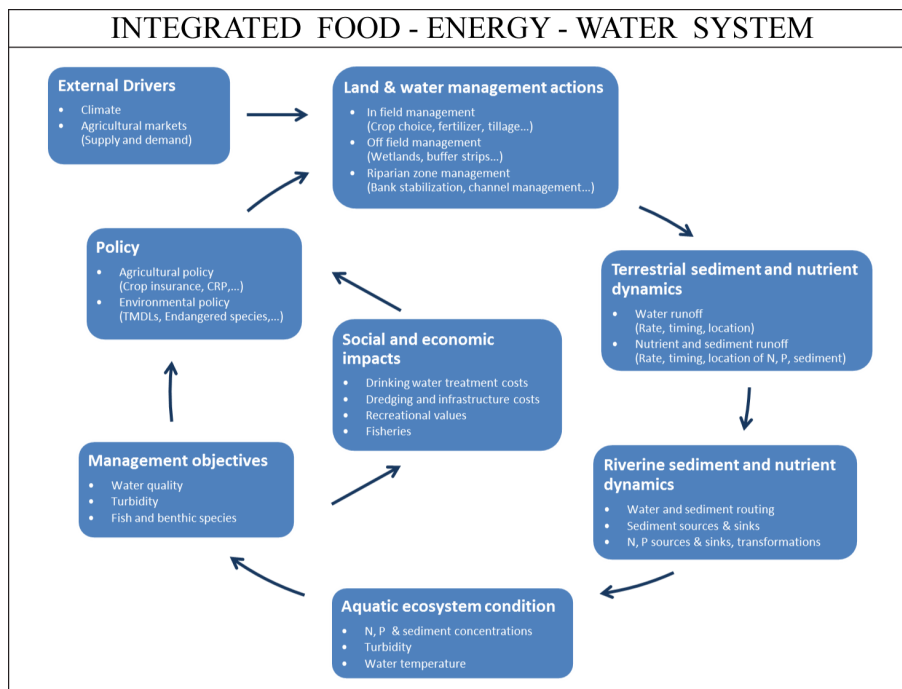 INTEGRATED FOOD - ENERGY - WATER SYSTEM
External Drivers
• Climate
• Agricultural markets
(Supply and demand)
Land & water management actions
• In field management
(Crop choice, fertilizer, tillage...)
• Off field management
(Wetlands, buffer strips...)
• Riparian zone management
(Bank stabilization, channel management...)
Policy
• Agricultural policy
(Crop insurance, CRP,...)
• Environmental policy
(TMDLs, Endangered species,...)
Terrestrial sediment and nutrient
dynamics
• Water runoff
(Rate, timing, location)
• Nutrient and sediment runoff
(Rate, timing, location of N, P, sediment)
Social and economic
impacts
• Drinking water treatment costs
• Dredging and infrastructure costs
• Recreational values
• Fisheries
Management objectives
• Water quality
• Turbidity
• Fish and benthic species
Riverine sediment and nutrient
dynamics
• Water and sediment routing
• Sediment sources & sinks
• N, P sources & sinks, transformations
Aquatic ecosystem condition
• N, P & sediment concentrations
• Turbidity
• Water temperature